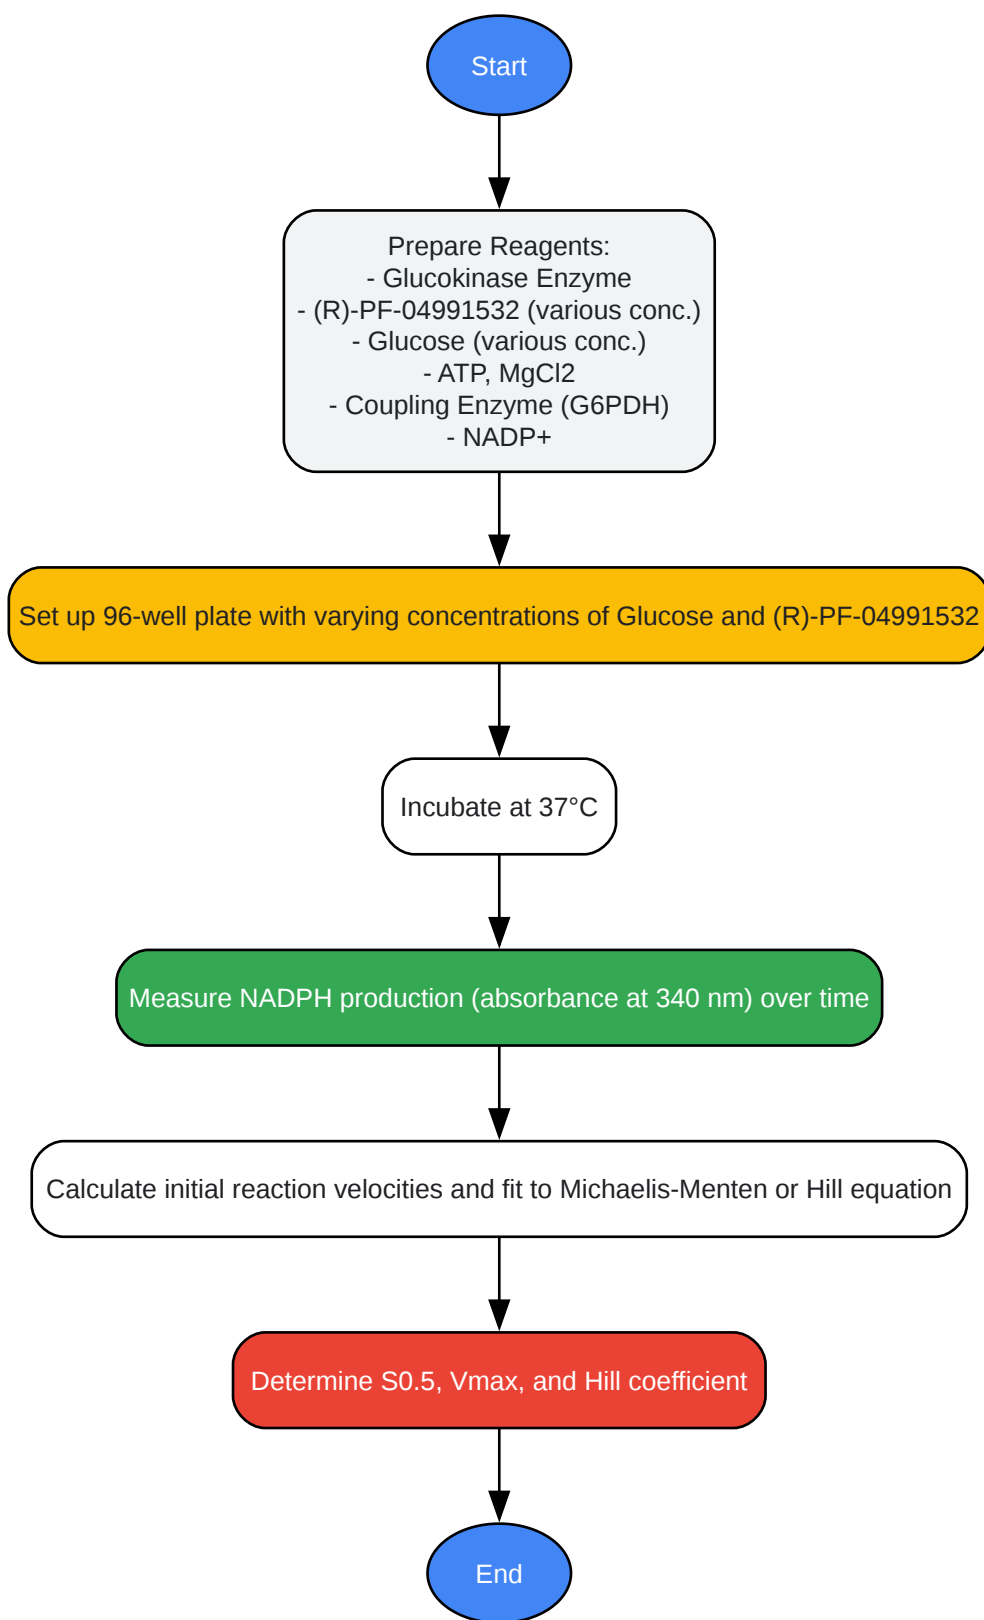 Start
Prepare Reagents:
- Glucokinase Enzyme
- (R)-PF-04991532 (various conc.)
- Glucose (various conc.)
- ATP, MgCl2
- Coupling Enzyme (G6PDH)
- NADP+
Set up 96-well plate with varying concentrations of Glucose and (R)-PF-04991532
Incubate at 37°C
Measure NADPH production (absorbance at 340 nm) over time
Calculate initial reaction velocities and fit to Michaelis-Menten or Hill equation
Determine S0.5, Vmax, and Hill coefficient
End